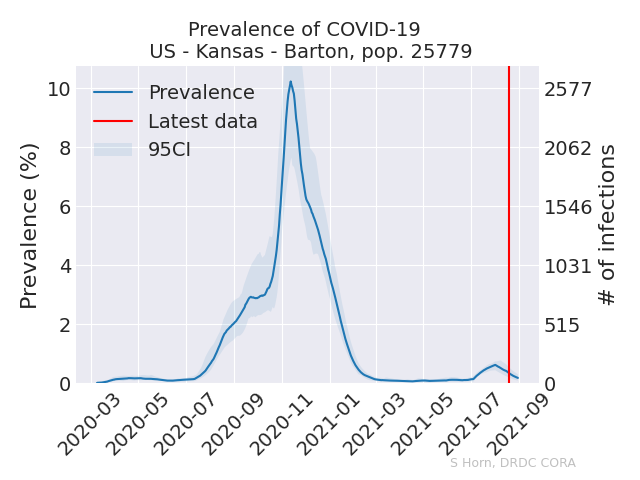 Prevalence of COVID-19
US - Kansas - Barton, pop. 25779
Prevalence
Latest data
95CI
Prevalence (%)
10
8
6
4
2
0
# of infections
2577
2062
1546
1031
515
0
2020-03
2020-05
2020-07
2020-09
2020-11
2021-01
2021-03
2021-05
2021-07
2021-09
S Horn, DRDC CORA